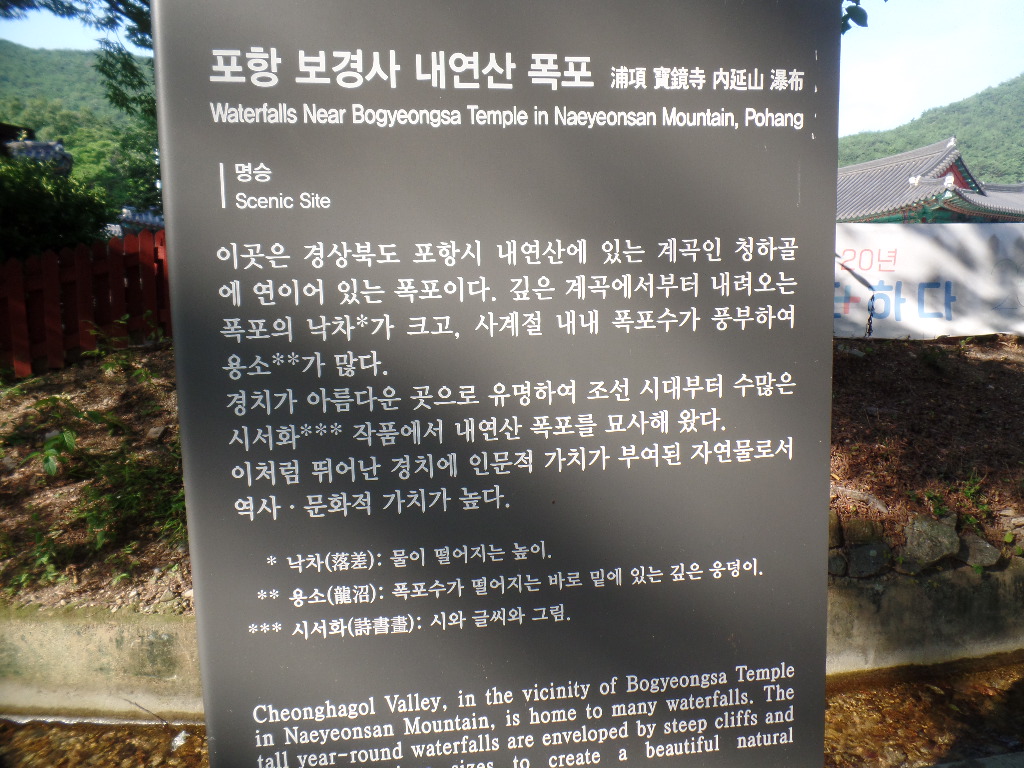 포항 보경사 내연산 폭포 浦項 寶鏡寺 內延山 瀑布
Waterfalls Near Bogyeongsa Temple in Naeyeonsan Mountain, Pohang
명승
Scenic Site
이곳은 경상북도 포항시 내연산에 있는 계곡인 청하골
에 연이어 있는 폭포이다. 깊은 계곡에서부터 내려오는
폭포의 낙차*가 크고, 사계절 내내 폭포수가 풍부하여
용소**가 많다.
경치가 아름다운 곳으로 유명하여 조선 시대부터 수많은
시서화*** 작품에서 내연산 폭포를 묘사해 왔다.
이처럼 뛰어난 경치에 인문적 가치가 부여된 자연물로서
역사·문화적 가치가 높다.
* 낙차(落差): 물이 떨어지는 높이.
** 용소(龍沼): 폭포수가 떨어지는 바로 밑에 있는 깊은 웅덩이.
*** 시서화(詩書畫): 시와 글씨와 그림.
Cheonghagol Valley, in the vicinity of Bogyeongsa Temple
in Naeyeonsan Mountain, is home to many waterfalls. The
tall year-round waterfalls are enveloped by steep cliffs and
sizes to create a beautiful natural
20년
하다